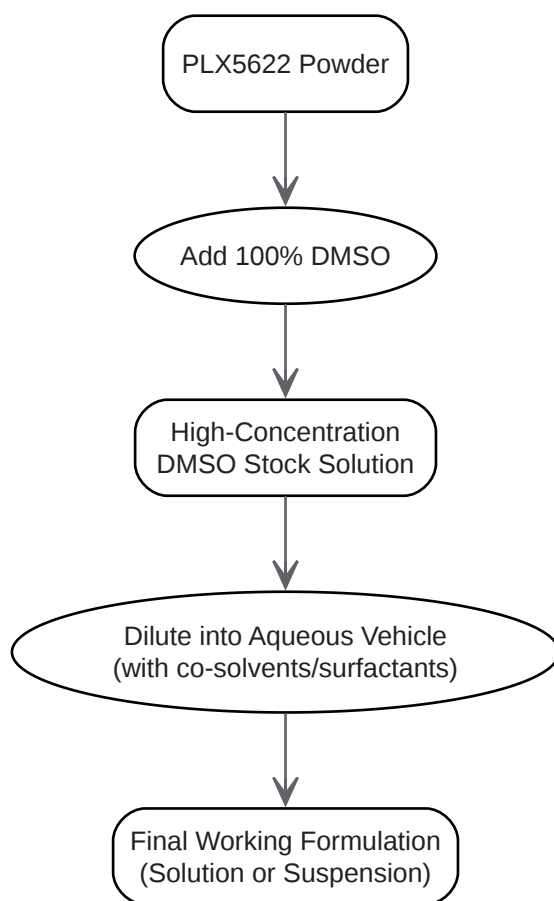 PLX5622 Powder
Add 100% DMSO
High-Concentration
DMSO Stock Solution
Dilute into Aqueous Vehicle
(with co-solvents/surfactants)
Final Working Formulation
(Solution or Suspension)